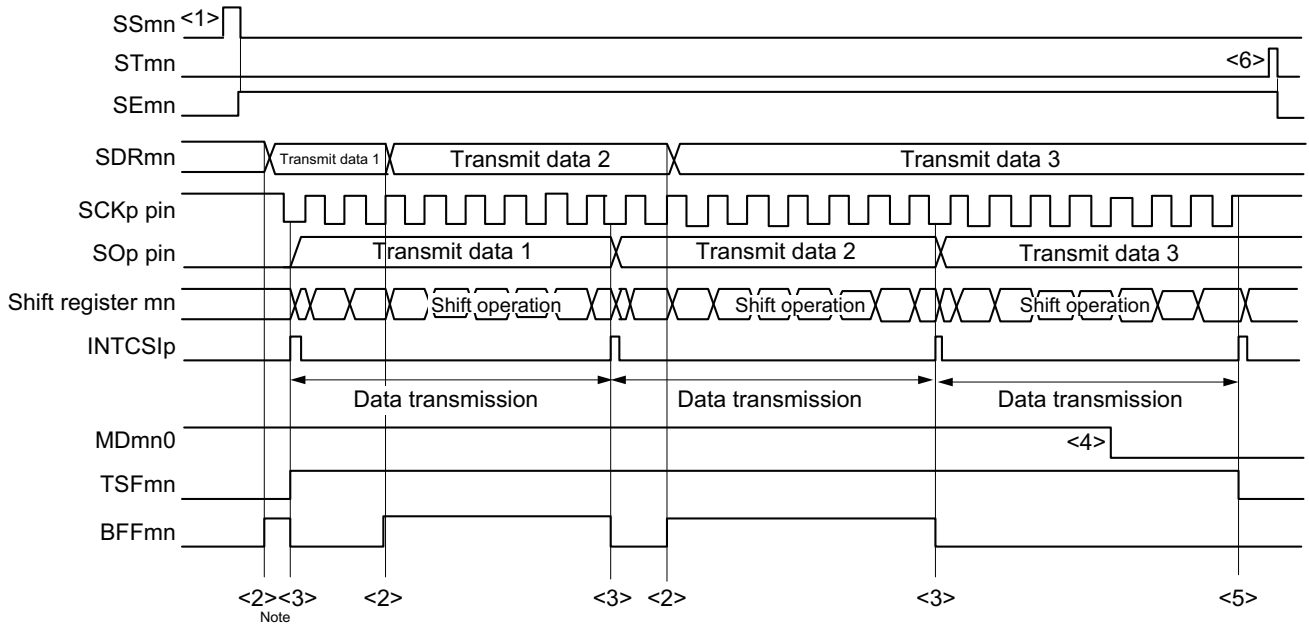 SSmn <1>
STmn <6>
SEmn
SDRmn Transmit data 1 Transmit data 2 Transmit data 3
SCKp pin
SOp pin Transmit data 1 Transmit data 2 Transmit data 3
Shift register mn Shift operation Shift operation Shift operation
INTCSIp
Data transmission Data transmission Data transmission
MDmn0 <4>
TSFmn
BFFmn
<2><3> <2> <3> <2> <3> <5>
Note